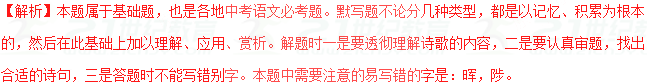 【解析】本题属于基础题，也是各地中考语文必考题。默写题不论分几种类型，都是以记忆、积累为根本
的，然后在此基础上加以理解、应用、赏析。解题时一是要透彻理解诗歌的内容，二是要认真审题，找出
合适的诗句，三是答题时不能写错别字。本题中需要注意的易写错的字是：晖，陟。